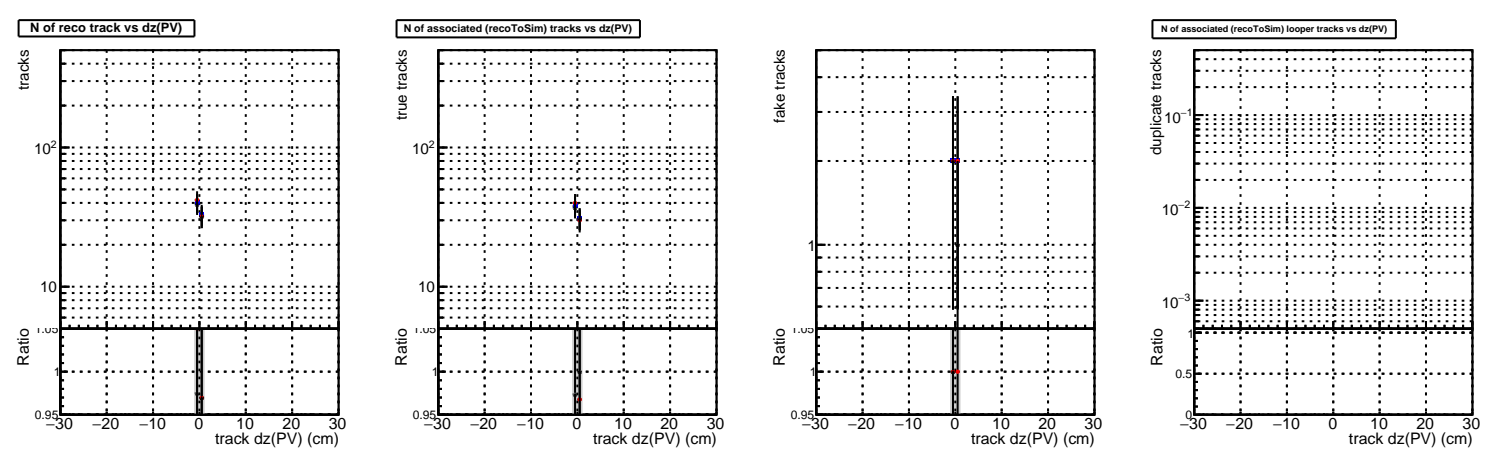 N of reco track vs dz(PV)
tracks
10²
10
Ratio
1.05
1
0.95
−30 −20 −10 0 10 20 30
track dz(PV) (cm)
N of associated (recoToSim) tracks vs dz(PV)
true tracks
10²
10
Ratio
1.05
1
0.95
−30 −20 −10 0 10 20 30
track dz(PV) (cm)
fake tracks
1
Ratio
1.05
1
0.95
−30 −20 −10 0 10 20 30
track dz(PV) (cm)
N of associated (recoToSim) looper tracks vs dz(PV)
duplicate tracks
10⁻¹
10⁻²
10⁻³
Ratio
1
0.5
0
−30 −20 −10 0 10 20 30
track dz(PV) (cm)